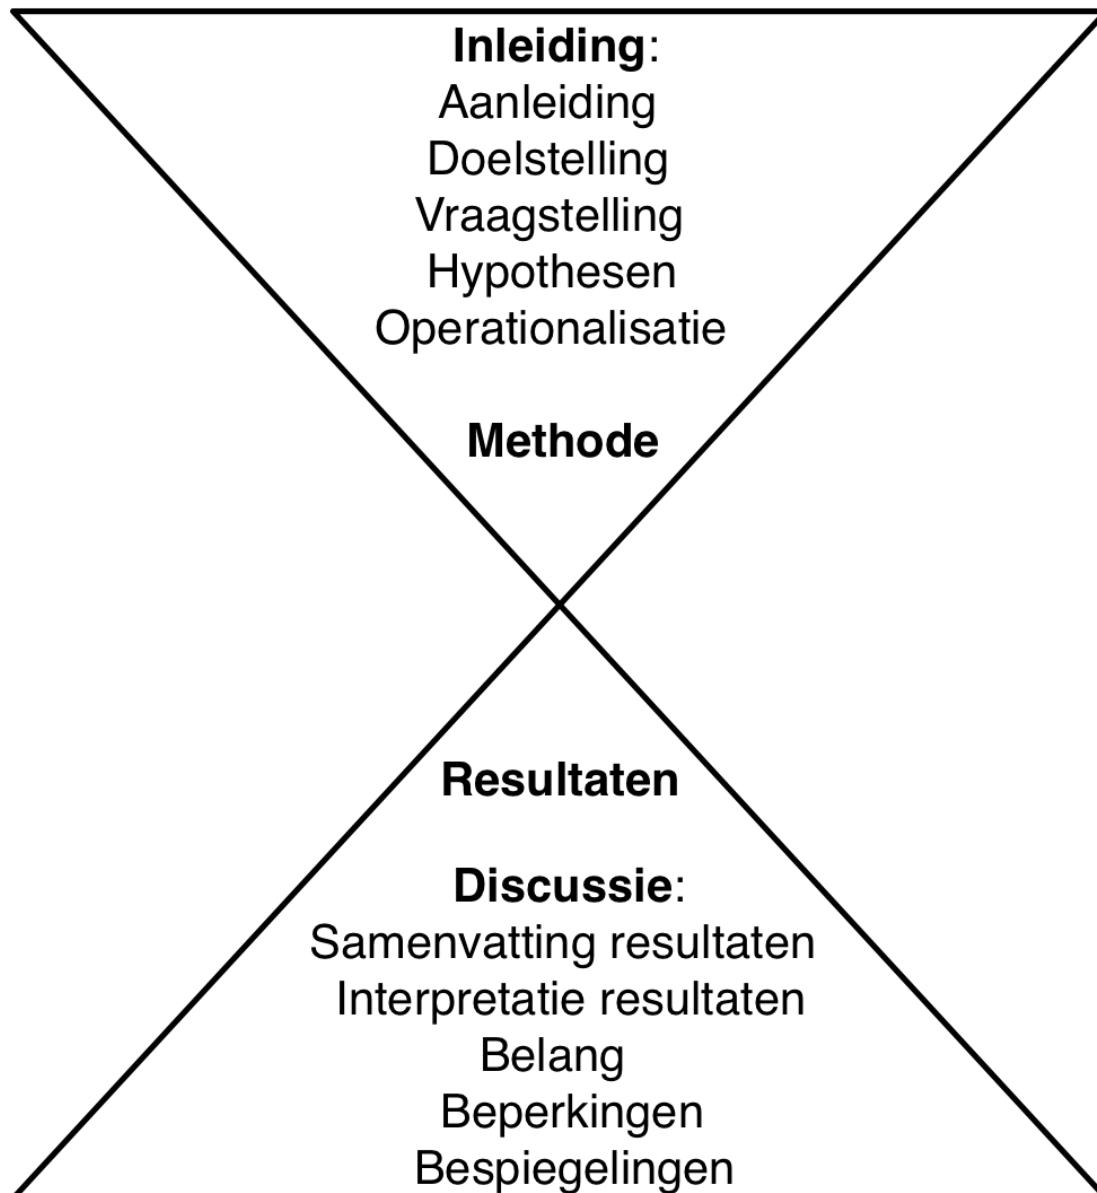 Inleiding:
Aanleiding
Doelstelling
Vraagstelling
Hypothesen
Operationalisatie
Methode
Resultaten
Discussie:
Samenvatting resultaten
Interpretatie resultaten
Belang
Beperkingen
Bespiegelingen